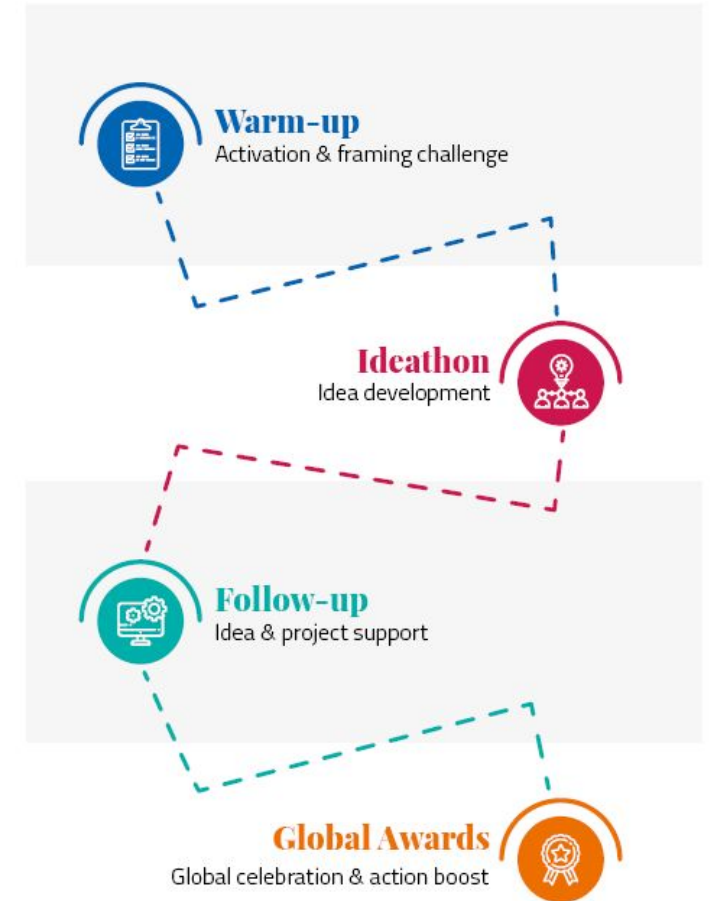 Warm-up
Activation & framing challenge
Ideathon
Idea development
Follow-up
Idea & project support
Global Awards
Global celebration & action boost